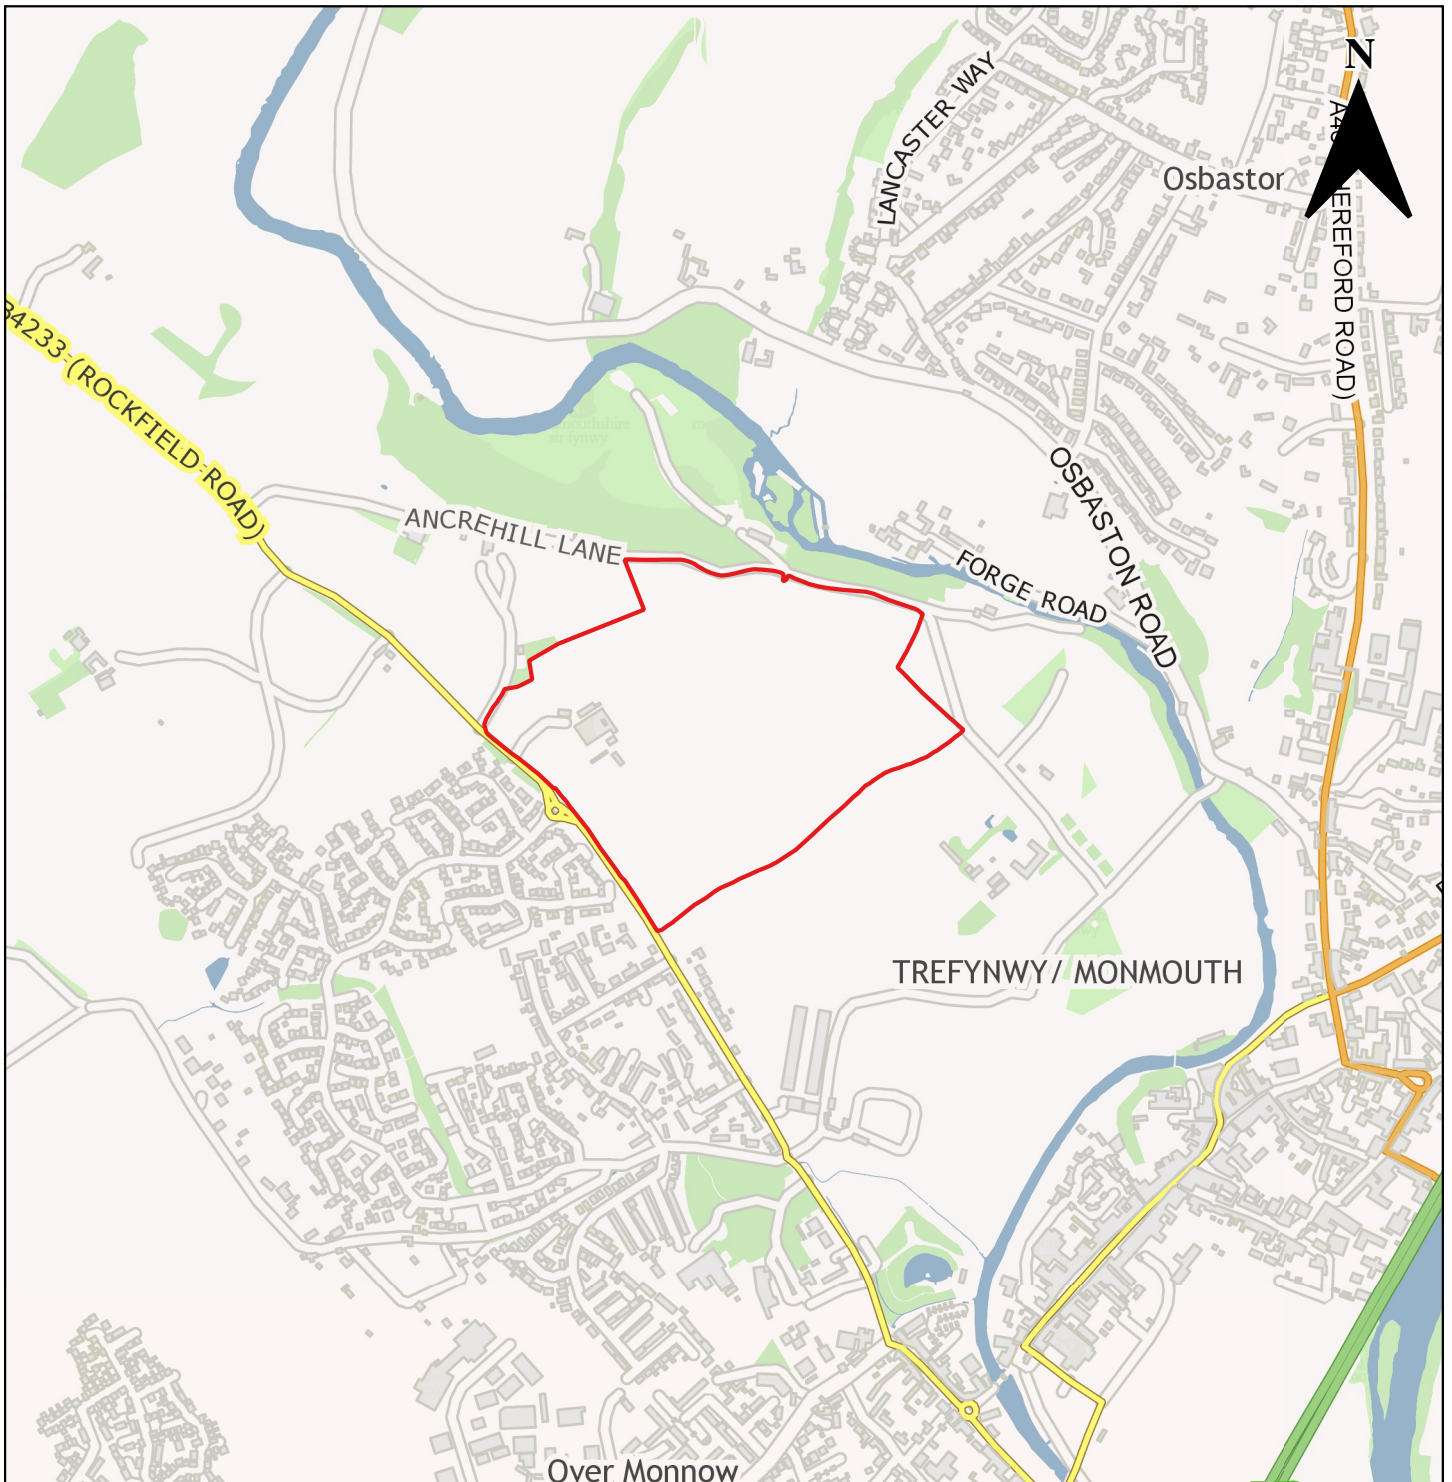 N
LANCASTER WAY
Osbastor
HEREFORD ROAD)
B4233 (ROCKFIELD ROAD)
OSBASTON ROAD
ANCREHILL LANE
FORGE ROAD
TREFYNWY/ MONMOUTH
Over Monnow